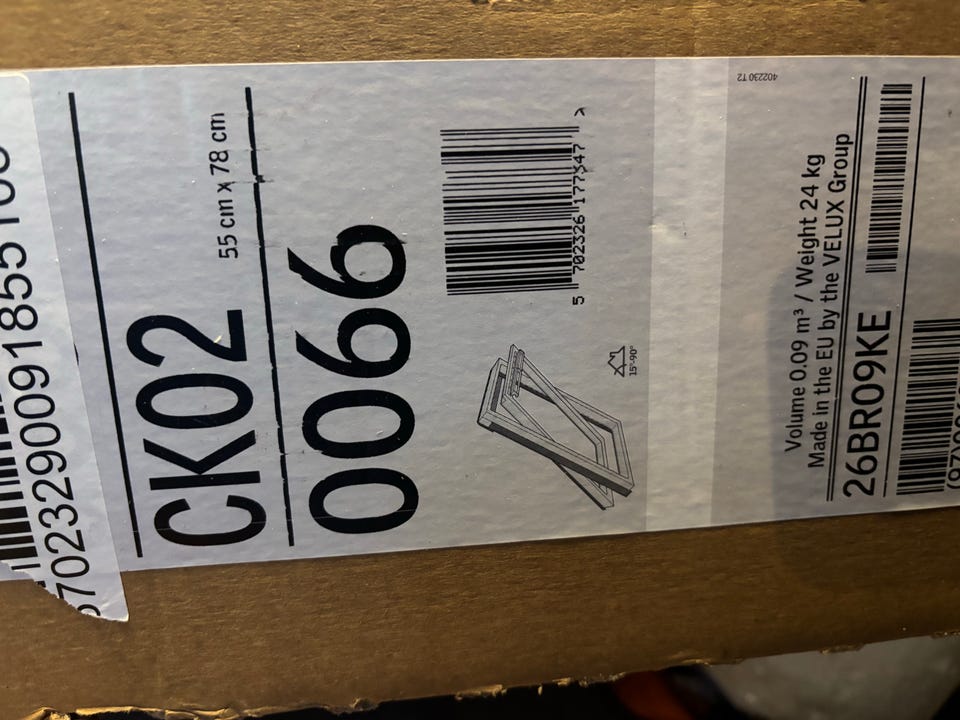 5702329009185510
CK02
55 cm x 78 cm
0066
5 702326 177347 >
15°-90°
402230 T2
Volume 0.09 m³ / Weight 24 kg
Made in the EU by the VELUX Group
26BR09KE